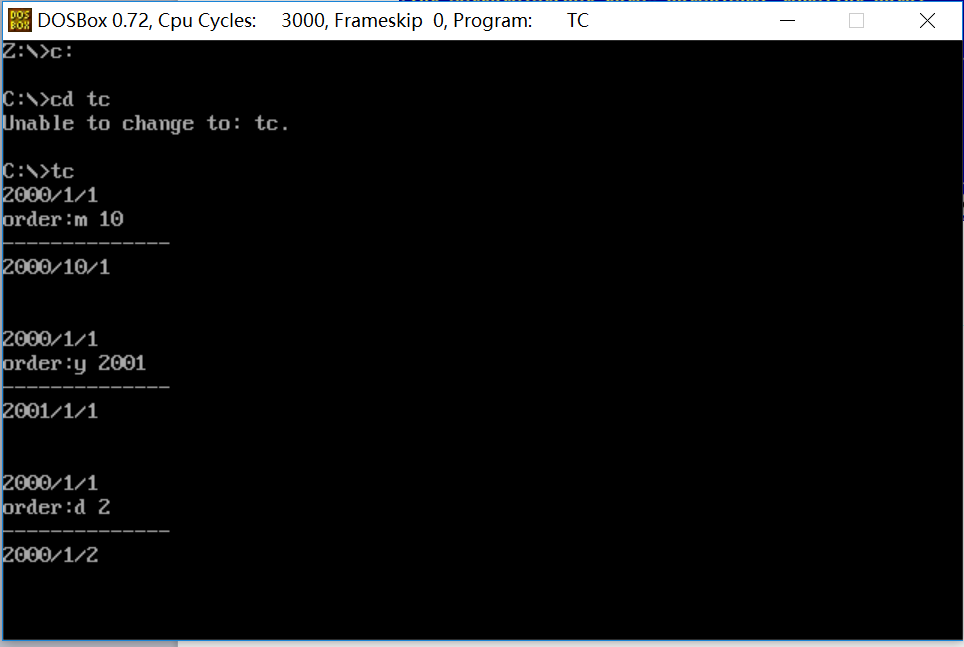 DOS
BOX
DOSBox 0.72, Cpu Cycles: 3000, Frameskip 0, Program: TC
Z:\>c:
C:\>cd tc
Unable to change to: tc.
C:\>tc
2000/1/1
order:m 10
--------------
2000/10/1
2000/1/1
order:y 2001
--------------
2001/1/1
2000/1/1
order:d 2
--------------
2000/1/2